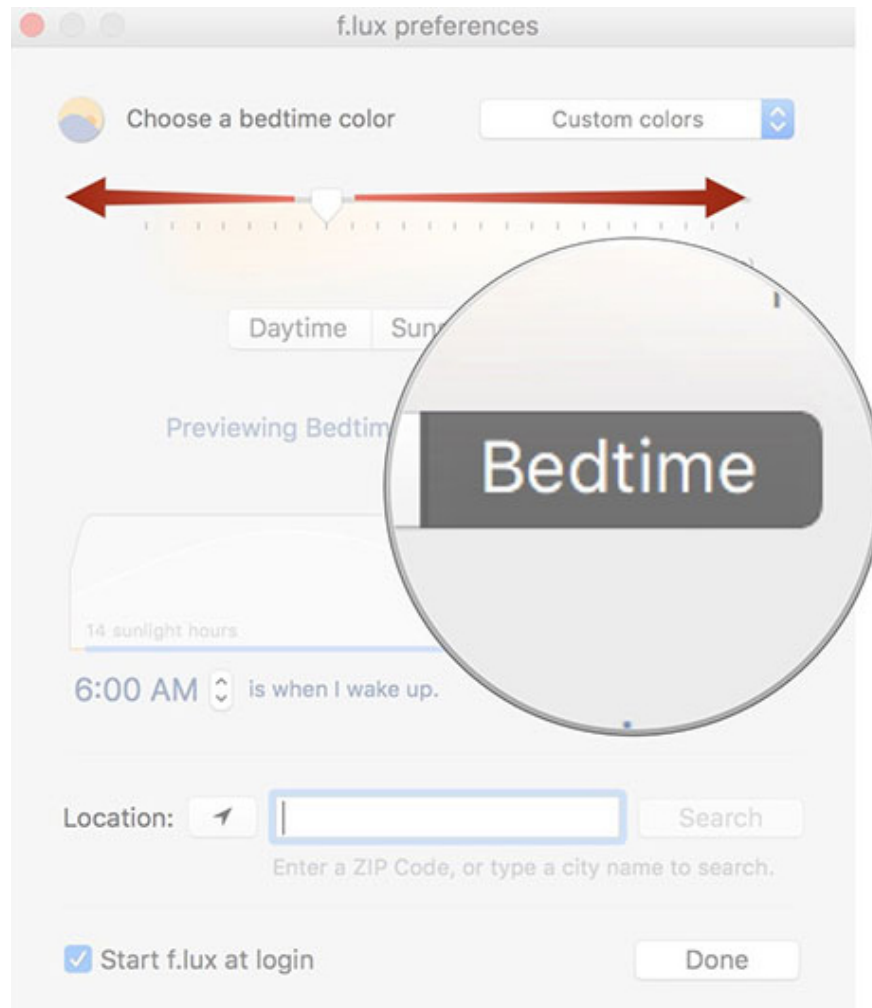 f.lux preferences
Choose a bedtime color
Custom colors
Daytime
Bedtime
Previewing
14 sunlight hours
6:00 AM is when I wake up.
Location:
Search
Enter a ZIP Code, or type a city name to search.
Start f.lux at login
Done